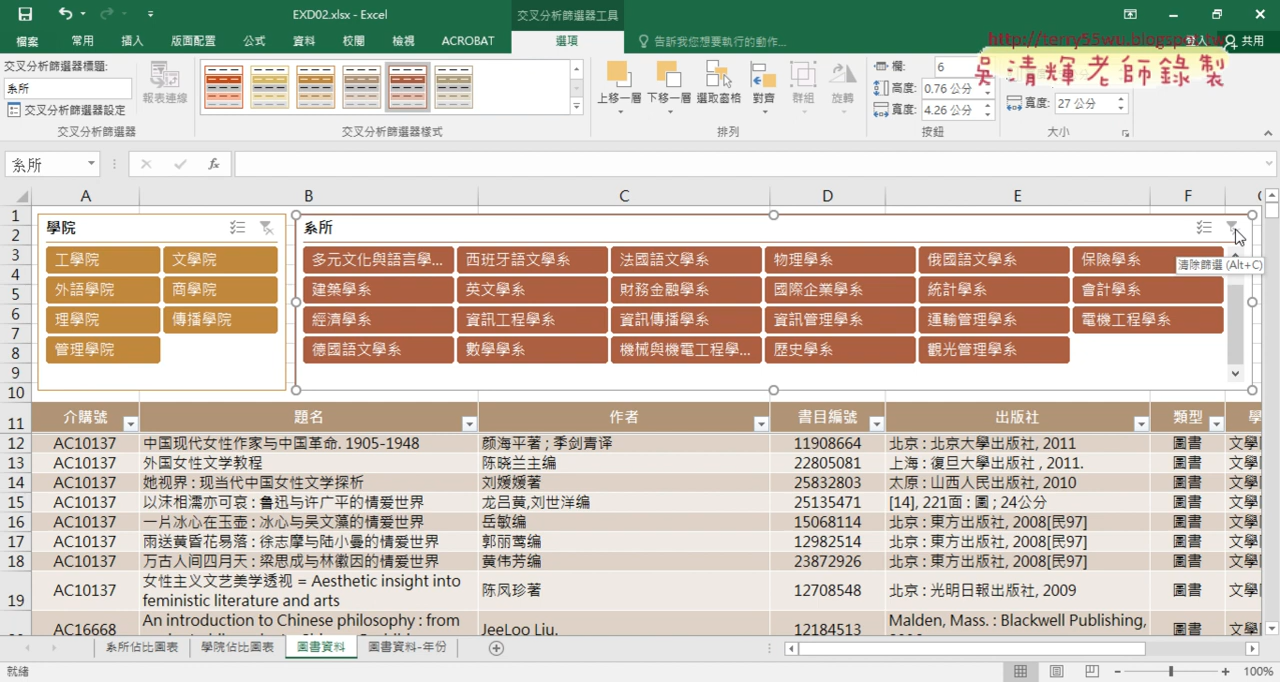 EXD02.xlsx - Excel
交叉分析篩選器工具
檔案
常用
插入
版面配置
公式
資料
校閱
檢視
ACROBAT
選項
告訴我您想要執行的動作...
登入
共用
http://terry55wu.blogspot.tw
吳清輝老師錄製
交叉分析篩選器標題:
系所
交叉分析篩選器設定
交叉分析篩選器
報表連線
交叉分析篩選器樣式
上移一層
下移一層
選取窗格
對齊
群組
旋轉
排列
欄:
6
高度:
0.76 公分
寬度:
4.26 公分
按鈕
寬度:
27 公分
大小
系所
fx
A
B
C
D
E
F
學院
工學院
文學院
外語學院
商學院
理學院
傳播學院
管理學院
系所
清除篩選 (Alt+C)
多元文化與語言學...
西班牙語文學系
法國語文學系
物理學系
俄國語文學系
保險學系
建築學系
英文學系
財務金融學系
國際企業學系
統計學系
會計學系
經濟學系
資訊工程學系
資訊傳播學系
資訊管理學系
運輸管理學系
電機工程學系
德國語文學系
數學學系
機械與機電工程學...
歷史學系
觀光管理學系
1
2
3
4
5
6
7
8
9
10
11 介購號 題名 作者 書目編號 出版社 類型
12 AC10137 中国现代女性作家与中国革命. 1905-1948 颜海平著 ; 季剑青译 11908664 北京 : 北京大學出版社, 2011 圖書
13 AC10137 外国女性文学教程 陈晓兰主编 22805081 上海 : 復旦大學出版社 , 2011. 圖書
14 AC10137 她视界 : 现当代中国女性文学探析 刘媛媛著 25832803 太原 : 山西人民出版社, 2010 圖書
15 AC10137 以沫相濡亦可哀 : 鲁迅与许广平的情爱世界 龙吕黄,刘世洋编 25135471 [14], 221面 : 圖 ; 24公分 圖書
16 AC10137 一片冰心在玉壶 : 冰心与吴文藻的情爱世界 岳敏编 15068114 北京 : 東方出版社, 2008[民97] 圖書
17 AC10137 雨送黄昏花易落 : 徐志摩与陆小曼的情爱世界 郭丽莺编 12982514 北京 : 東方出版社, 2008[民97] 圖書
18 AC10137 万古人间四月天 : 梁思成与林徽因的情爱世界 黄伟芳编 23872926 北京 : 東方出版社, 2008[民97] 圖書
19 AC10137 女性主义文艺美学透视 = Aesthetic insight into feministic literature and arts 陈凤珍著 12708548 北京 : 光明日報出版社, 2009 圖書
AC16668 An introduction to Chinese philosophy : from JeeLoo Liu. 12184513 Malden, Mass. : Blackwell Publishing, 圖書
系所佔比圖表
學院佔比圖表
圖書資料
圖書資料-年份
就緒
100%